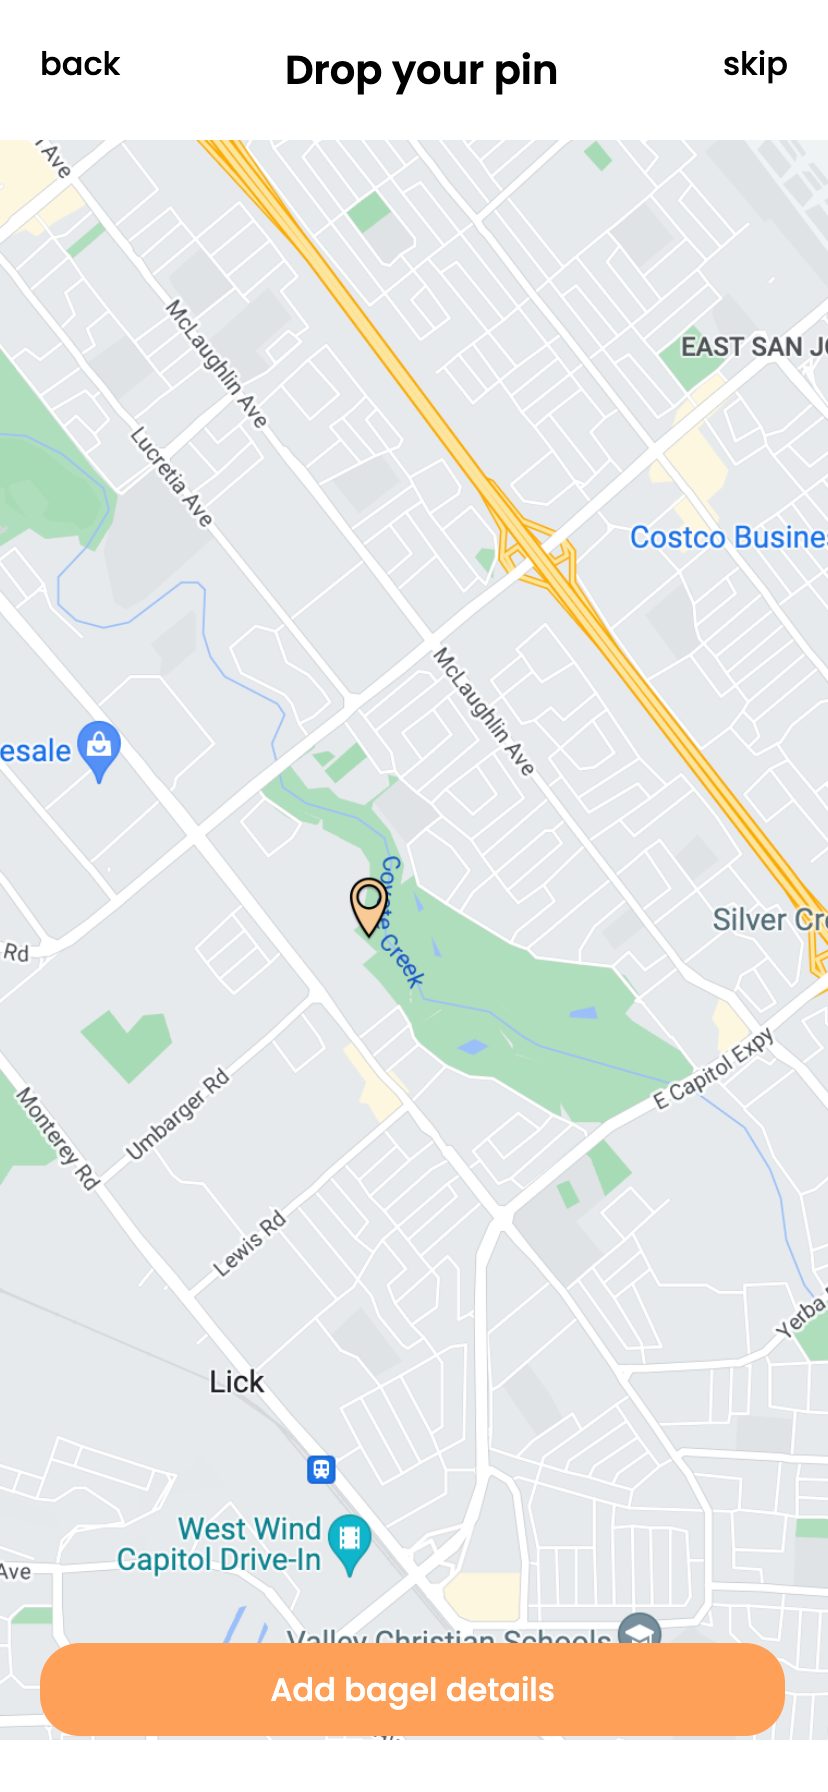 back
Drop your pin
skip
Ave
McLaughlin Ave
EAST SAN JO
Lucretia Ave
Costco Busines
McLaughlin Ave
esale
Coyote Creek
Silver Cre
Rd
E Capitol Expy
Umbarger Rd
Monterey Rd
Lewis Rd
Yerba
Lick
West Wind
Capitol Drive-In
Ave
Valley Christian Schools
Add bagel details